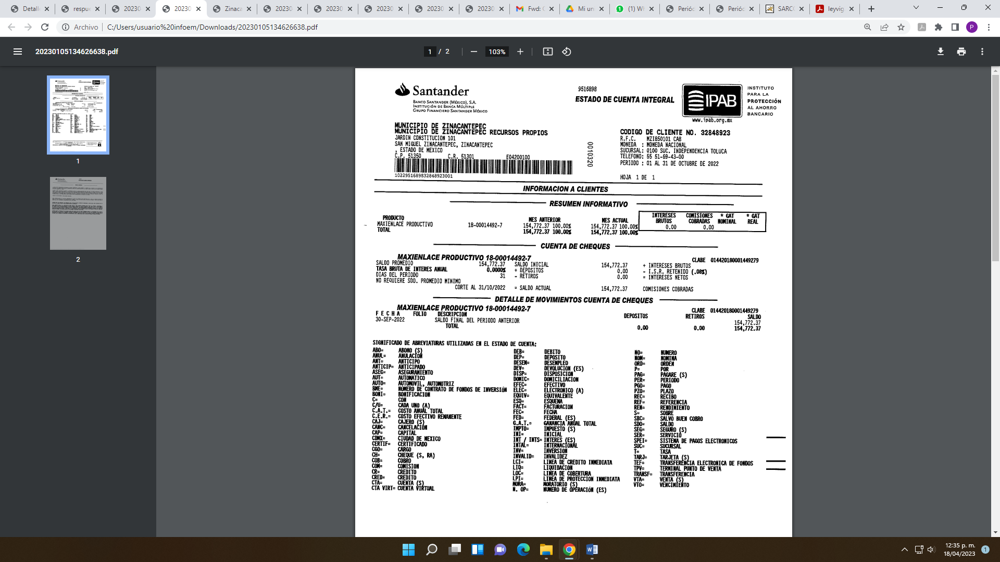 Detall
respue
20230
20230
Zinaca
20230
20230
20230
20230
20230
Fwd: C
Mi uni
(1) Wh
Periód
Periód
SARCO
leyvig
Archivo
C:/Users/usuario%20infoem/Downloads/20230105134626638.pdf
20230105134626638.pdf
1 / 2
103%
1
2
Santander
BANCO SANTANDER (MÉXICO), S.A.
INSTITUCIÓN DE BANCA MÚLTIPLE
GRUPO FINANCIERO SANTANDER MÉXICO
9516898
ESTADO DE CUENTA INTEGRAL
IPAB
www.ipab.org.mx
INSTITUTO
PARA LA
PROTECCIÓN
AL AHORRO
BANCARIO
MUNICIPIO DE ZINACANTEPEC
MUNICIPIO DE ZINACANTEPEC RECURSOS PROPIOS
JARDIN CONSTITUCION 101
SAN MIGUEL ZINACANTEPEC, ZINACANTEPEC
, ESTADO DE MEXICO
C.P. 51350 C.R. 51301 E04200100
1022951689832848923001
0010320
CODIGO DE CLIENTE NO. 32848923
R.F.C. MZI850101 CAB
MONEDA : MONEDA NACIONAL
SUCURSAL: 0100 SUC. INDEPENDENCIA TOLUCA
TELEFONO: 55 51-69-43-00
PERIODO : 01 AL 31 DE OCTUBRE DE 2022
HOJA 1 DE 1
INFORMACION A CLIENTES
RESUMEN INFORMATIVO
PRODUCTO MES ANTERIOR MES ACTUAL INTERESES BRUTOS COMISIONES COBRADAS * GAT NOMINAL * GAT REAL
MAXIENLACE PRODUCTIVO 18-00014492-7 154,772.37 100.00% 154,772.37 100.00% 0.00 0.00
TOTAL 154,772.37 100.00% 154,772.37 100.00%
CUENTA DE CHEQUES
MAXIENLACE PRODUCTIVO 18-00014492-7 CLABE 014420180001449279
SALDO PROMEDIO 154,772.37 SALDO INICIAL 154,772.37 + INTERESES BRUTOS
TASA BRUTA DE INTERES ANUAL 0.0000% + DEPOSITOS 0.00 - I.S.R. RETENIDO (.08%)
DIAS DEL PERIODO 31 - RETIROS 0.00 = INTERESES NETOS
NO REQUIERE SDO. PROMEDIO MINIMO
CORTE AL 31/10/2022 = SALDO ACTUAL 154,772.37 COMISIONES COBRADAS
DETALLE DE MOVIMIENTOS CUENTA DE CHEQUES
MAXIENLACE PRODUCTIVO 18-00014492-7 CLABE 014420180001449279
F E C H A FOLIO DESCRIPCION DEPOSITOS RETIROS SALDO
30-SEP-2022 SALDO FINAL DEL PERIODO ANTERIOR 154,772.37
TOTAL 0.00 0.00 154,772.37
SIGNIFICADO DE ABREVIATURAS UTILIZADAS EN EL ESTADO DE CUENTA:
ABO= ABONO (S)
ANUL= ANULACION
ANT= ANTICIPO
ANTICIP= ANTICIPADO
ASEG= ASEGURAMIENTO
AUT= AUTOMATICO
AUTO= AUTOMOVIL, AUTOMOTRIZ
BME= NÚMERO DE CONTRATO DE FONDOS DE INVERSIÓN
BONI= BONIFICACION
C= CON
C/U= CADA UNO (A)
C.A.T.= COSTO ANUAL TOTAL
C.E.R.= COSTO EFECTIVO REMANENTE
CAJ= CAJERO (S)
CANC= CANCELACION
CAP= CAPITAL
CDMX= CIUDAD DE MEXICO
CERTIF= CERTIFICADO
CGO= CARGO
CH= CHEQUE (S, RA)
COB= COBRO
COM= COMISION
CR= CREDITO
CRED= CREDITO
CTA= CUENTA (S)
CTA VIRT= CUENTA VIRTUAL
DEB= DEBITO
DEP= DEPOSITO
DESEM= DESEMPLEO
DEV= DEVOLUCION (ES)
DISP= DISPOSICION
DOMIC= DOMICILIACION
EFEC= EFECTIVO
ELEC= ELECTRONICO (A)
EQUIV= EQUIVALENTE
ESQ= ESQUEMA
FACT= FACTURACION
FEC= FECHA
FED= FEDERAL (ES)
G.A.T.= GANANCIA ANUAL TOTAL
IMPTO= IMPUESTO (S)
INI= INICIAL
INT / INTS= INTERES (ES)
INTAL= INTERNACIONAL
INV= INVERSION
INVALID= INVALIDEZ
LCI= LINEA DE CREDITO INMEDIATA
LIQ= LIQUIDACION
LOC= LINEA DE COBERTURA
LPI= LINEA DE PROTECCION INMEDIATA
MORA= MORATORIO (S)
N. OP= NUMERO DE OPERACIÓN (ES)
NO= NUMERO
NOM= NOMINA
ORD= ORDEN
P= POR
PAG= PAGARE (S)
PER= PERIODO
PGO= PAGO
PZO= PLAZO
REC= RECIBO
REF= REFERENCIA
REN= RENDIMIENTO
S= SOBRE
SBC= SALVO BUEN COBRO
SDO= SALDO
SEG= SEGURO (S)
SER= SERVICIO
SPEI= SISTEMA DE PAGOS ELECTRONICOS
SUC= SUCURSAL
T= TASA
TARJ= TARJETA (S)
TEF= TRANSFERENCIA ELECTRONICA DE FONDOS
TPV= TERMINAL PUNTO DE VENTA
TRANSF= TRANSFERENCIA
VTA= VENTA (S)
VTO= VENCIMIENTO
12:35 p. m.
18/04/2023
1